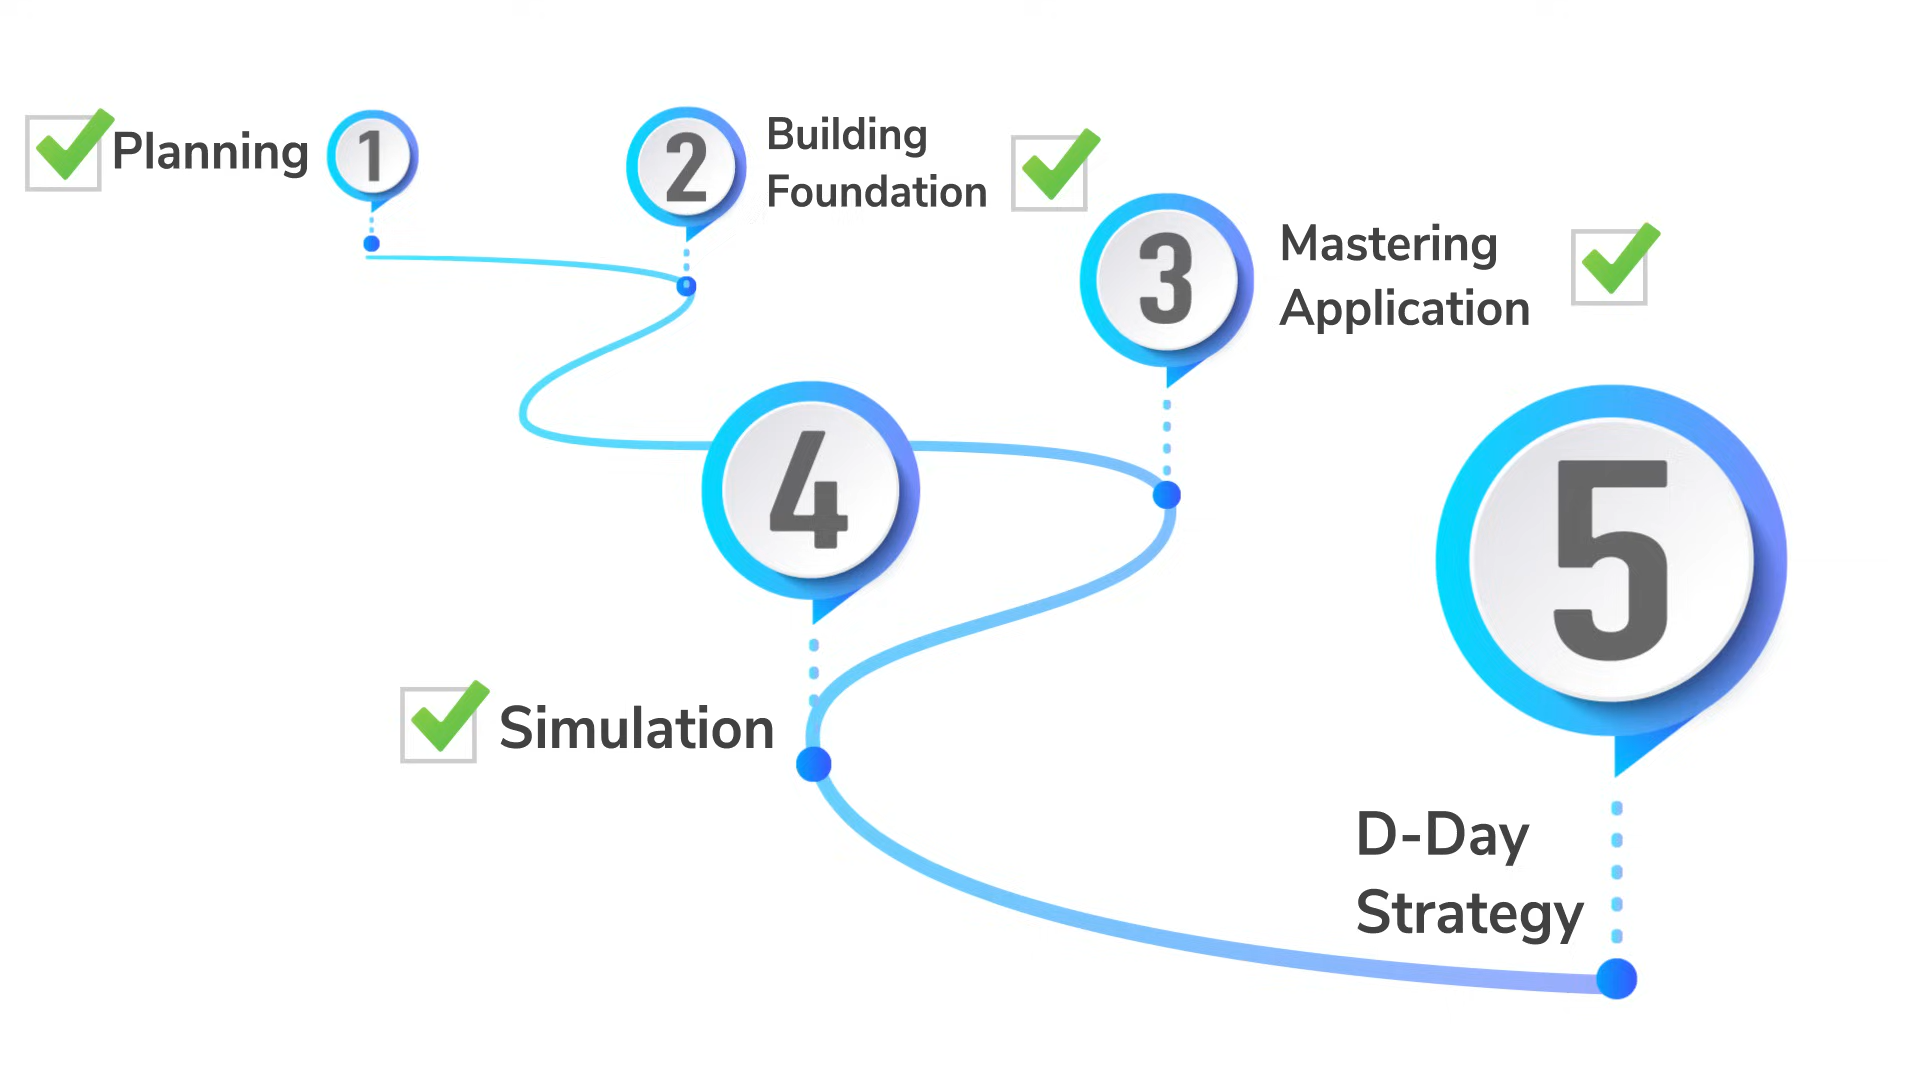 Planning
1
2
Building
Foundation
3
Mastering
Application
4
Simulation
5
D-Day
Strategy